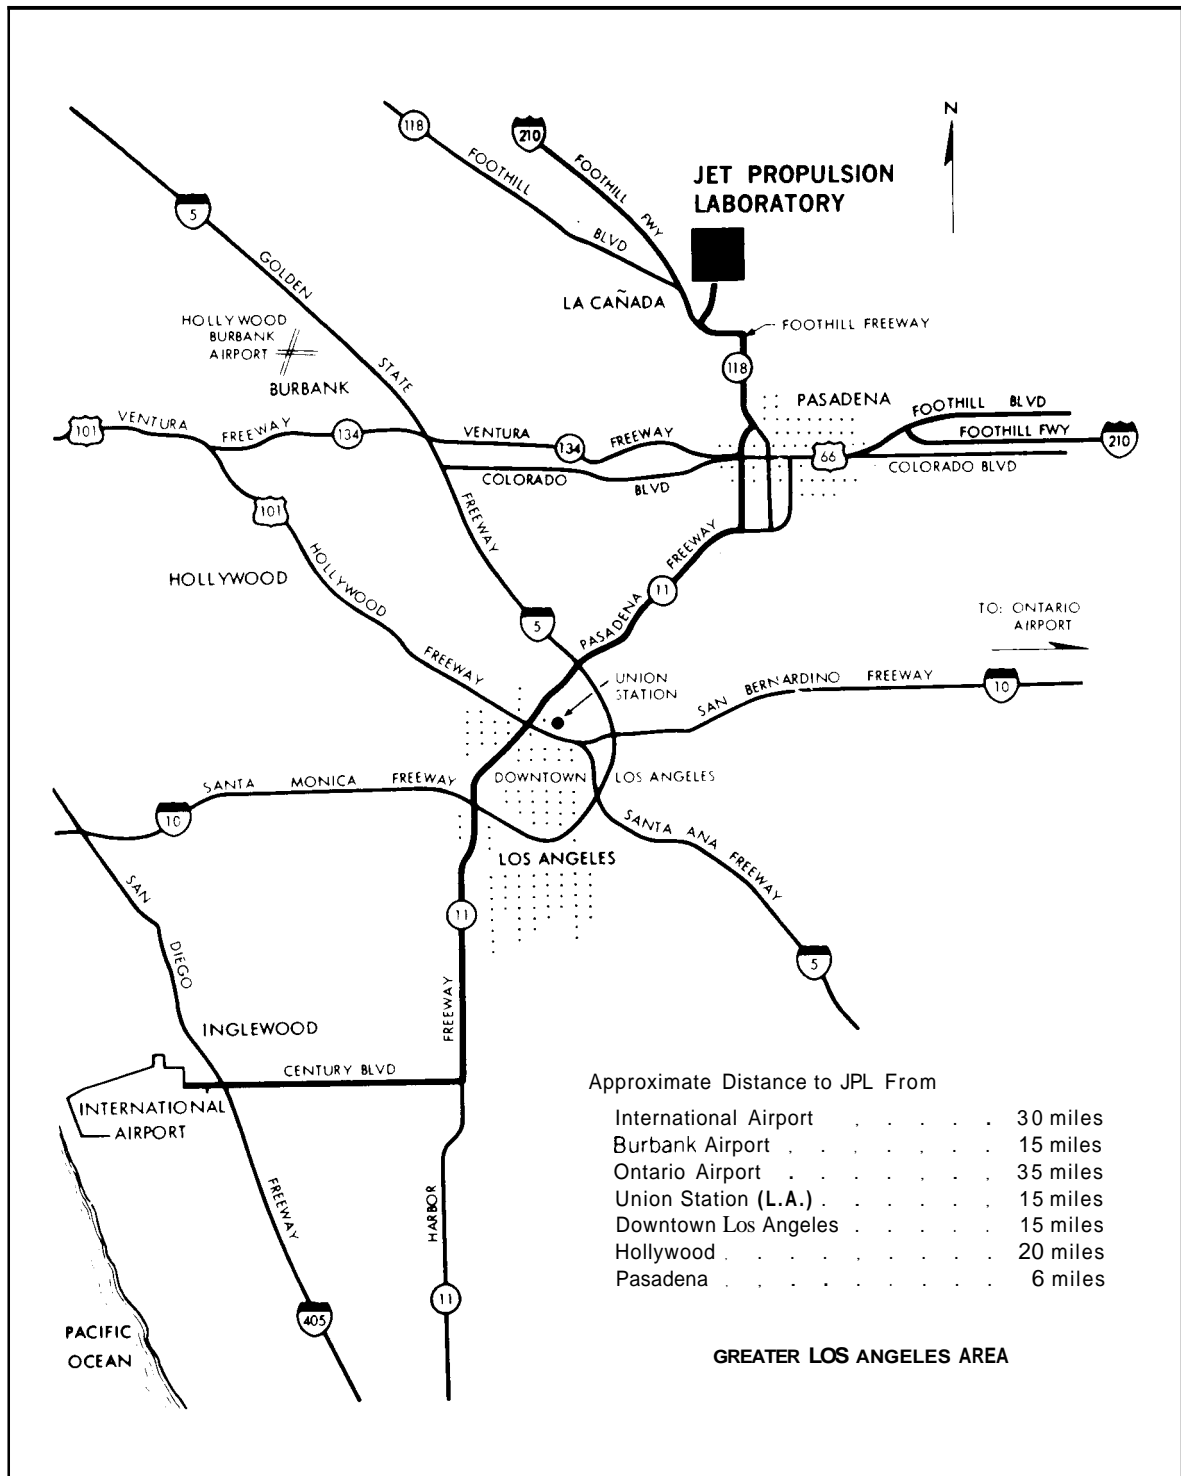 N
118
210
FOOTHILL FWY
FOOTHILL BLVD
JET PROPULSION
LABORATORY
5
GOLDEN STATE FREEWAY
LA CAÑADA
HOLLYWOOD
BURBANK
AIRPORT
BURBANK
FOOTHILL FREEWAY
118
PASADENA
101
VENTURA FREEWAY
134
VENTURA FREEWAY
134
66
FOOTHILL BLVD
FOOTHILL FWY
210
COLORADO BLVD
COLORADO BLVD
101
HOLLYWOOD
HOLLYWOOD FREEWAY
PASADENA FREEWAY
11
5
TO: ONTARIO
AIRPORT
UNION
STATION
SAN BERNARDINO FREEWAY
10
DOWNTOWN LOS ANGELES
SANTA MONICA FREEWAY
10
SANTA ANA FREEWAY
LOS ANGELES
SAN DIEGO FREEWAY
11
5
INGLEWOOD
HARBOR FREEWAY
CENTURY BLVD
INTERNATIONAL
AIRPORT
11
405
PACIFIC
OCEAN
Approximate Distance to JPL From
International Airport . . . . . 30 miles
Burbank Airport . . . . . . . 15 miles
Ontario Airport . . . . . . . 35 miles
Union Station (L.A.) . . . . . . 15 miles
Downtown Los Angeles . . . . . 15 miles
Hollywood . . . . . . . . . 20 miles
Pasadena . . . . . . . . . 6 miles
GREATER LOS ANGELES AREA